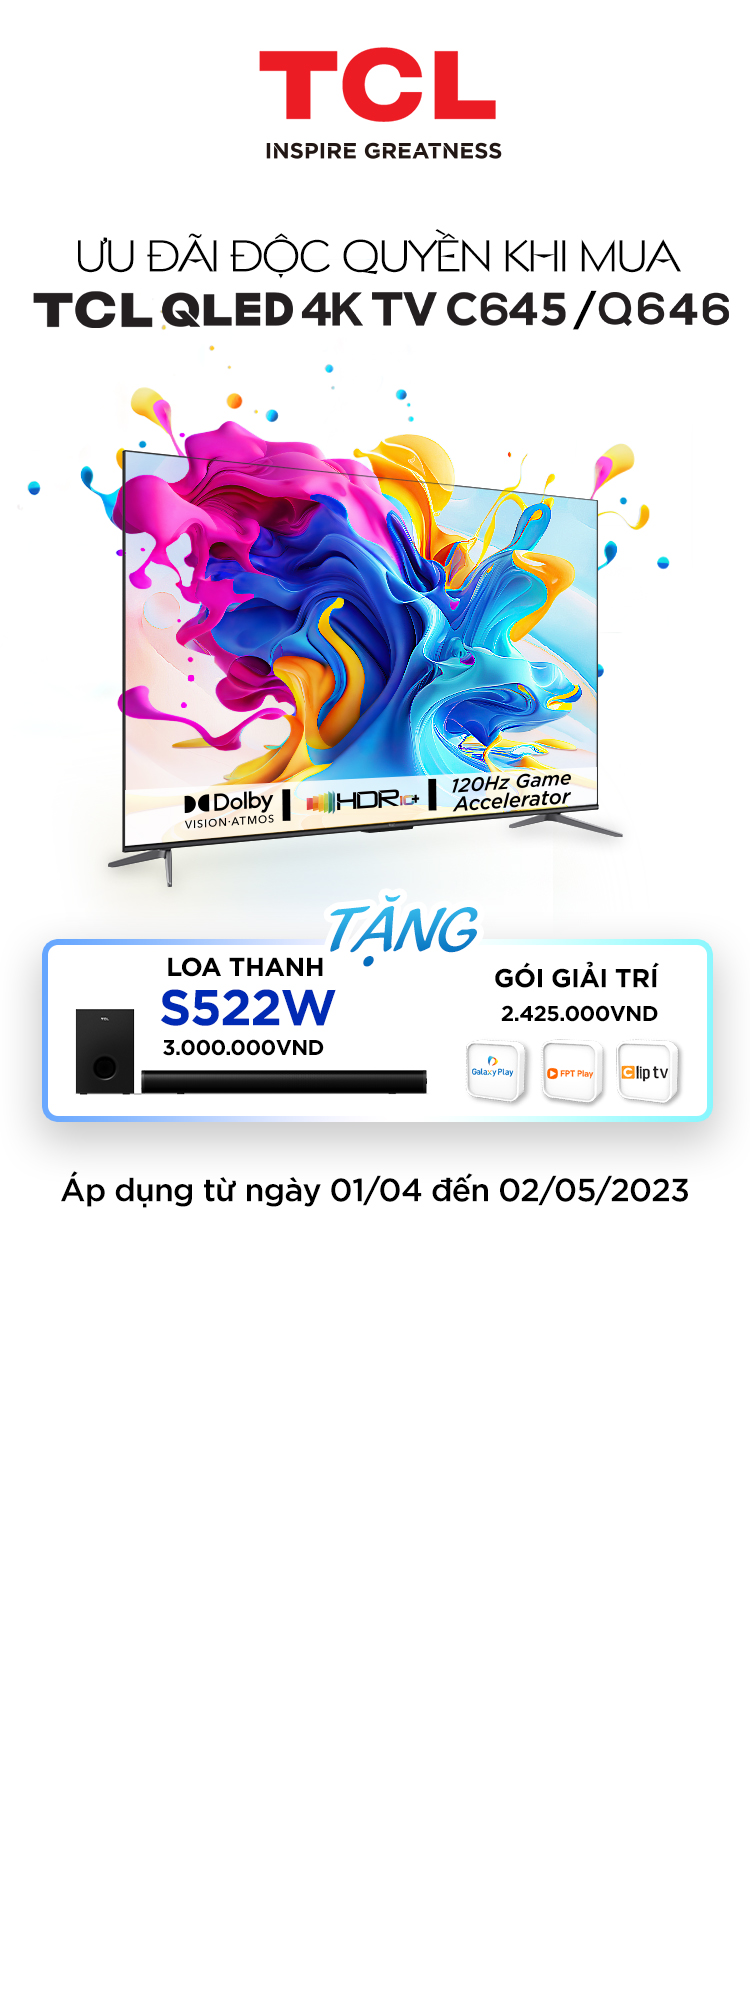 TCL
INSPIRE GREATNESS
ƯU ĐÃI ĐỘC QUYỀN KHI MUA
TCL QLED 4K TV C645/Q646
Dolby
VISION·ATMOS
HDR10+
120Hz Game
Accelerator
TẶNG
LOA THANH
S522W
3.000.000VND
TCL
GÓI GIẢI TRÍ
2.425.000VND
Galaxy Play
FPT Play
Clip tv
Áp dụng từ ngày 01/04 đến 02/05/2023